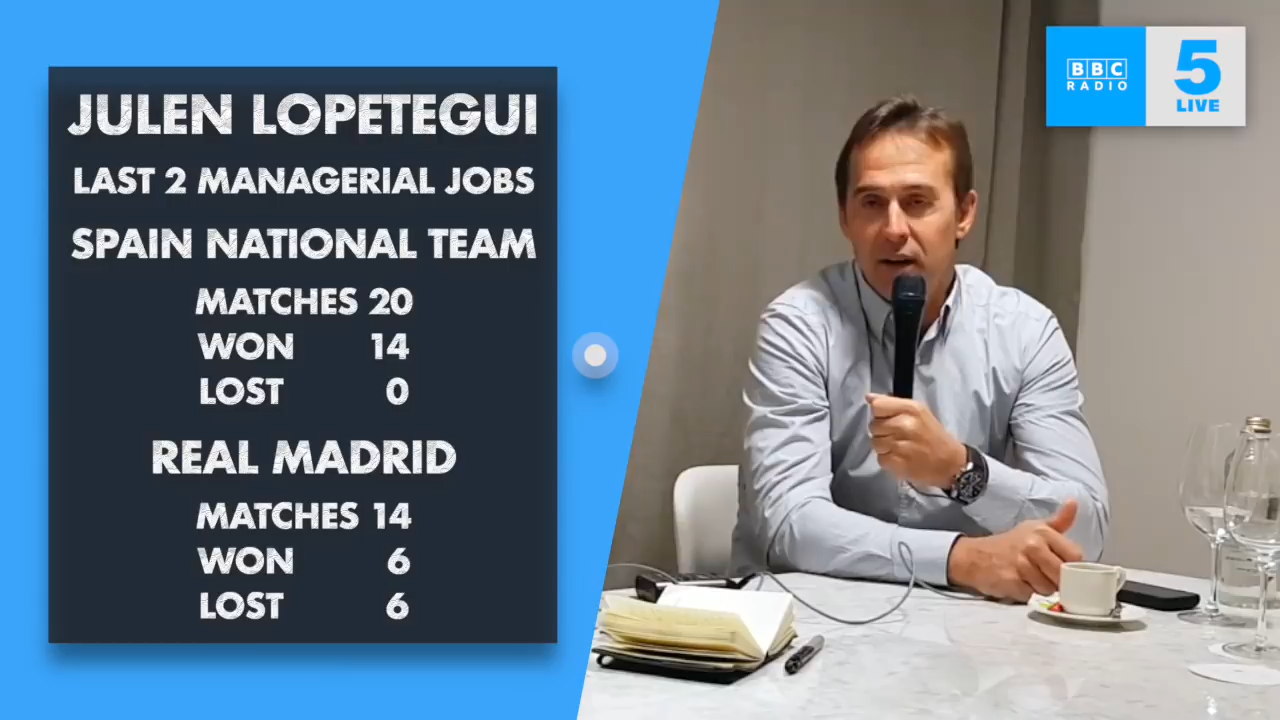 JULEN LOPETEGUI
LAST 2 MANAGERIAL JOBS
SPAIN NATIONAL TEAM
MATCHES 20
WON 14
LOST 0
REAL MADRID
MATCHES 14
WON 6
LOST 6
BBC
RADIO
5
LIVE